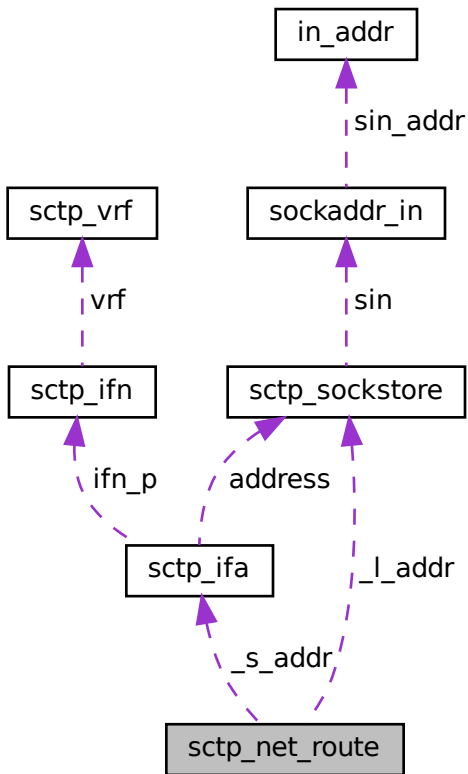 in_addr
sin_addr
sctp_vrf
sockaddr_in
vrf
sin
sctp_ifn
sctp_sockstore
ifn_p
address
sctp_ifa
_l_addr
_s_addr
sctp_net_route